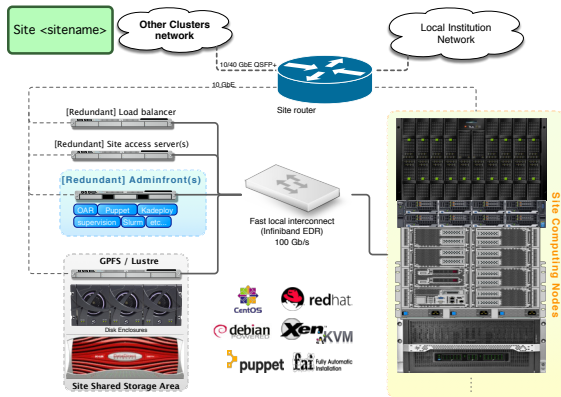 Site <sitename>
Other Clusters
network
Local Institution
Network
10/40 GbE QSFP+
10 GbE
Site router
[Redundant] Load balancer
[Redundant] Site access server(s)
[Redundant] Adminfront(s)
OAR Puppet Kadeploy
supervision Slurm etc...
Fast local interconnect
(Infiniband EDR)
100 Gb/s
GPFS / Lustre
Disk Enclosures
Site Shared Storage Area
CentOS
redhat.
debian
POWERED
Xen
KVM
puppet
fai Fully Automatic
Installation
Site Computing Nodes